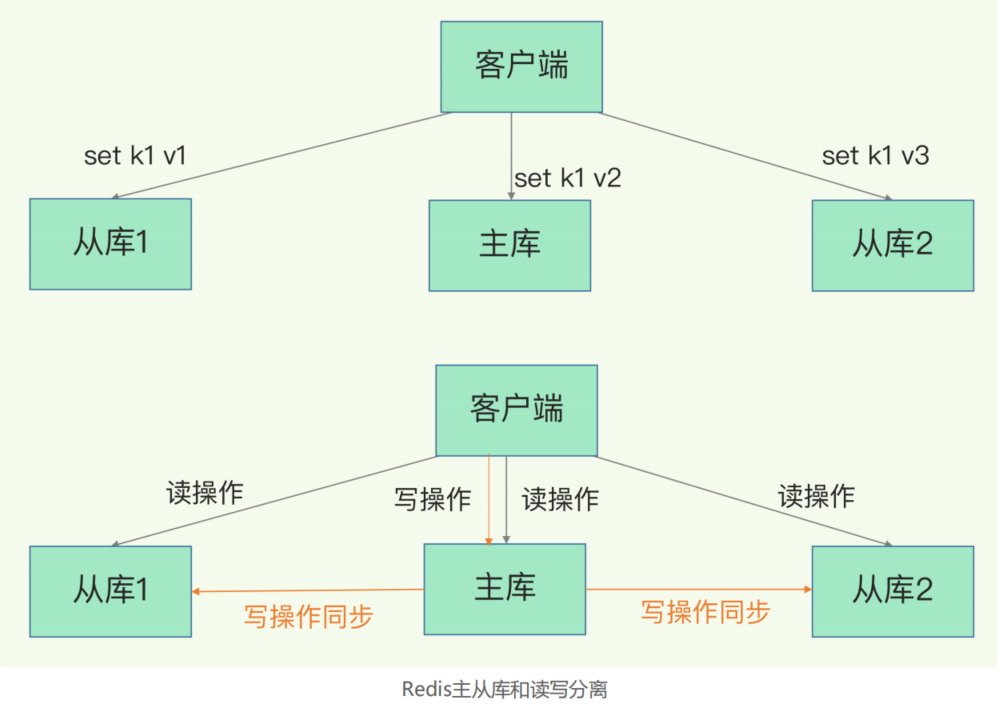 客户端
set k1 v1
set k1 v2
set k1 v3
从库1
主库
从库2
客户端
读操作
写操作
读操作
读操作
从库1
主库
从库2
写操作同步
写操作同步
Redis主从库和读写分离